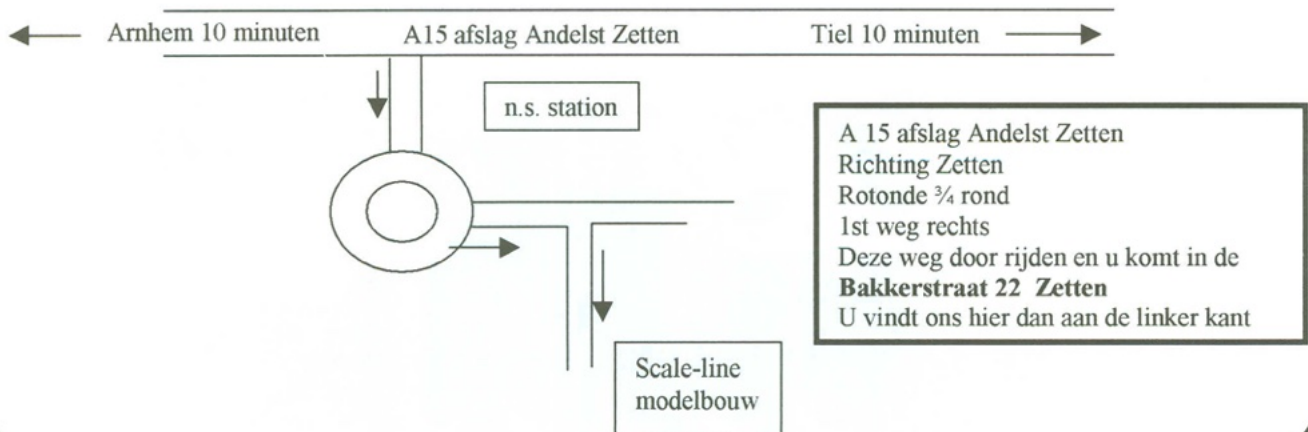 Arnhem 10 minuten A15 afslag Andelst Zetten Tiel 10 minuten
n.s. station
A 15 afslag Andelst Zetten
Richting Zetten
Rotonde ¾ rond
1st weg rechts
Deze weg door rijden en u komt in de
Bakkerstraat 22 Zetten
U vindt ons hier dan aan de linker kant
Scale-line
modelbouw